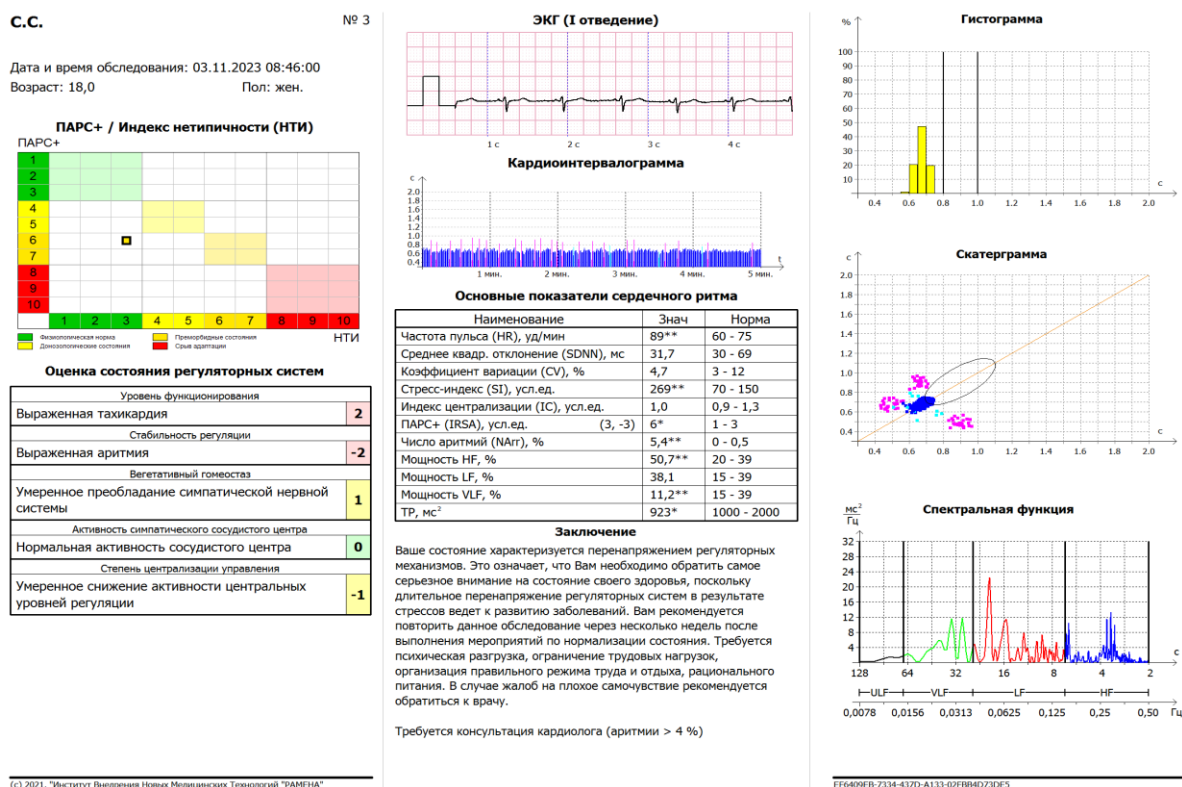 С.С. № 3
Дата и время обследования: 03.11.2023 08:46:00
Возраст: 18,0 Пол: жен.
ПАРС+ / Индекс нетипичности (НТИ)
ПАРС+
1
2
3
4
5
6
7
8
9
10
1 2 3 4 5 6 7 8 9 10
НТИ
Физиологическая норма
Донозологические состояния
Преморбидные состояния
Срыв адаптации
Оценка состояния регуляторных систем
Уровень функционирования
Выраженная тахикардия 2
Стабильность регуляции
Выраженная аритмия -2
Вегетативный гомеостаз
Умеренное преобладание симпатической нервной
системы 1
Активность симпатического сосудистого центра
Нормальная активность сосудистого центра 0
Степень централизации управления
Умеренное снижение активности центральных
уровней регуляции -1
(c) 2021, "Институт Внедрения Новых Медицинских Технологий "РАМЕНА"
ЭКГ (I отведение)
1 с 2 с 3 с 4 с
Кардиоинтервалограмма
с
2.0
1.8
1.6
1.4
1.2
1.0
0.8
0.6
0.4
t
1 мин. 2 мин. 3 мин. 4 мин. 5 мин.
Основные показатели сердечного ритма
Наименование Знач Норма
Частота пульса (HR), уд/мин 89** 60 - 75
Среднее квадр. отклонение (SDNN), мс 31,7 30 - 69
Коэффициент вариации (CV), % 4,7 3 - 12
Стресс-индекс (SI), усл.ед. 269** 70 - 150
Индекс централизации (IC), усл.ед. 1,0 0,9 - 1,3
ПАРС+ (IRSA), усл.ед. (3, -3) 6* 1 - 3
Число аритмий (NArr), % 5,4** 0 - 0,5
Мощность HF, % 50,7** 20 - 39
Мощность LF, % 38,1 15 - 39
Мощность VLF, % 11,2** 15 - 39
TP, мс² 923* 1000 - 2000
Заключение
Ваше состояние характеризуется перенапряжением регуляторных
механизмов. Это означает, что Вам необходимо обратить самое
серьезное внимание на состояние своего здоровья, поскольку
длительное перенапряжение регуляторных систем в результате
стрессов ведет к развитию заболеваний. Вам рекомендуется
повторить данное обследование через несколько недель после
выполнения мероприятий по нормализации состояния. Требуется
психическая разгрузка, ограничение трудовых нагрузок,
организация правильного режима труда и отдыха, рационального
питания. В случае жалоб на плохое самочувствие рекомендуется
обратиться к врачу.
Требуется консультация кардиолога (аритмии > 4 %)
Гистограмма
%
100
90
80
70
60
50
40
30
20
10
с
0.4 0.6 0.8 1.0 1.2 1.4 1.6 1.8 2.0
Скатерграмма
с
2.0
1.8
1.6
1.4
1.2
1.0
0.8
0.6
0.4
с
0.4 0.6 0.8 1.0 1.2 1.4 1.6 1.8 2.0
Спектральная функция
мс²
Гц
32
28
24
20
16
12
8
4
с
128 64 32 16 8 4 2
ULF VLF LF HF
0,0078 0,0156 0,0313 0,0625 0,125 0,25 0,50 Гц
EF6409EB-7334-437D-A133-02FBB4D73DE5